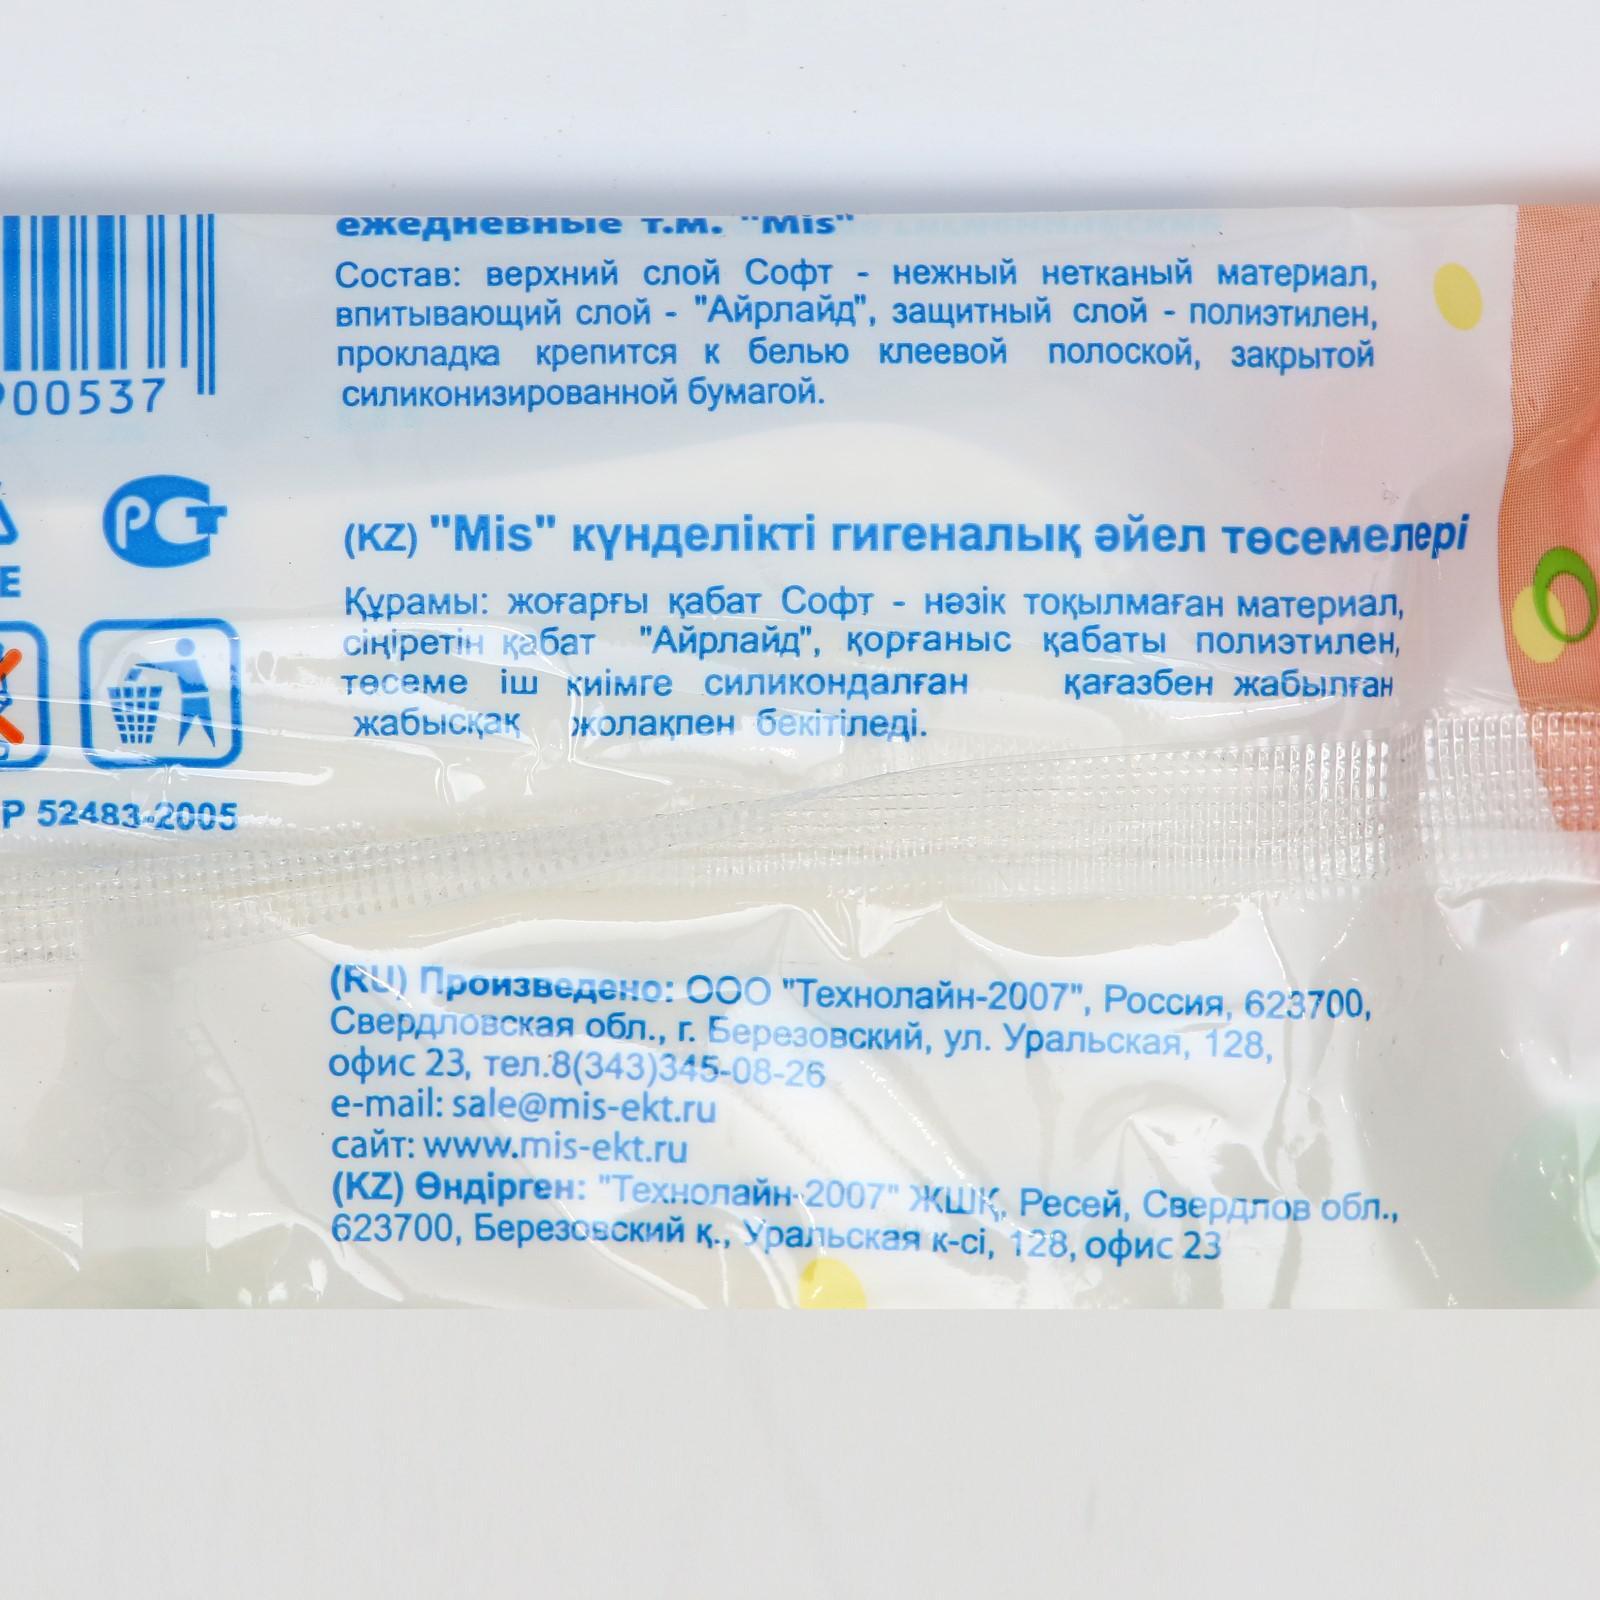 ежедневные т.м. "Mis"
Состав: верхний слой Софт - нежный нетканый материал,
впитывающий слой - "Айрлайд", защитный слой - полиэтилен,
прокладка крепится к белью клеевой полоской, закрытой
силиконизированной бумагой.
900537
РСТ
E
(KZ) "Mis" күнделікті гигеналық әйел төсемелері
Құрамы: жоғарғы қабат Софт - нәзік тоқылмаған материал,
сіңіретін қабат "Айрлайд", қорғаныс қабаты полиэтилен,
төсеме іш киімге силикондалған қағазбен жабылған
жабысқақ жолақпен бекітіледі.
Р 52483-2005
(RU) Произведено: ООО "Технолайн-2007", Россия, 623700,
Свердловская обл., г. Березовский, ул. Уральская, 128,
офис 23, тел.8(343)345-08-26
e-mail: sale@mis-ekt.ru
сайт: www.mis-ekt.ru
(KZ) Өндірген: "Технолайн-2007" ЖШҚ, Ресей, Свердлов обл.,
623700, Березовский қ., Уральская к-сі, 128, офис 23